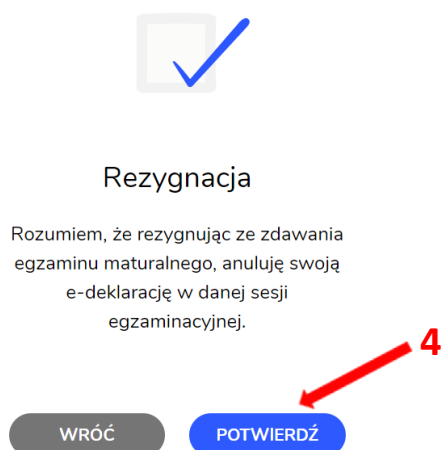 Rezygnacja
Rozumiem, że rezygnując ze zdawania
egzaminu maturalnego, anuluję swoją
e-deklarację w danej sesji
egzaminacyjnej.
4
WRÓĆ POTWIERDŹ